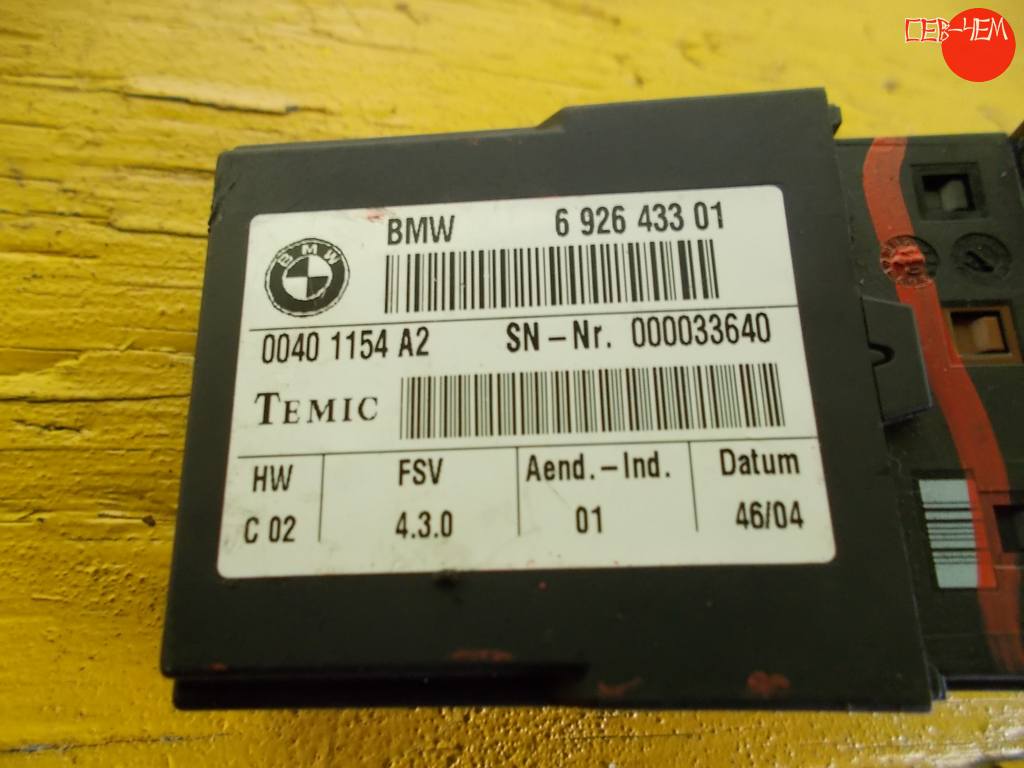 СЕВ-ЧЕМ
BMW 6 926 433 01
BMW
0040 1154 A2 SN-Nr. 000033640
TEMIC
HW FSV Aend.-Ind. Datum
C 02 4.3.0 01 46/04